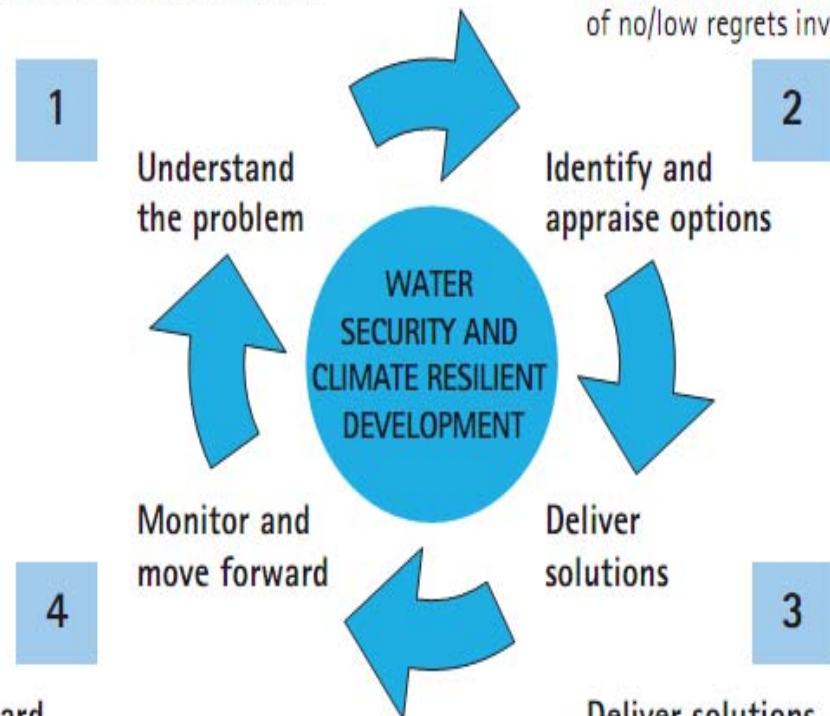 of no/low regrets inv
1
2
Understand
the problem
Identify and
appraise options
WATER
SECURITY AND
CLIMATE RESILIENT
DEVELOPMENT
Monitor and
move forward
Deliver
solutions
4
3
ard
Deliver solutions